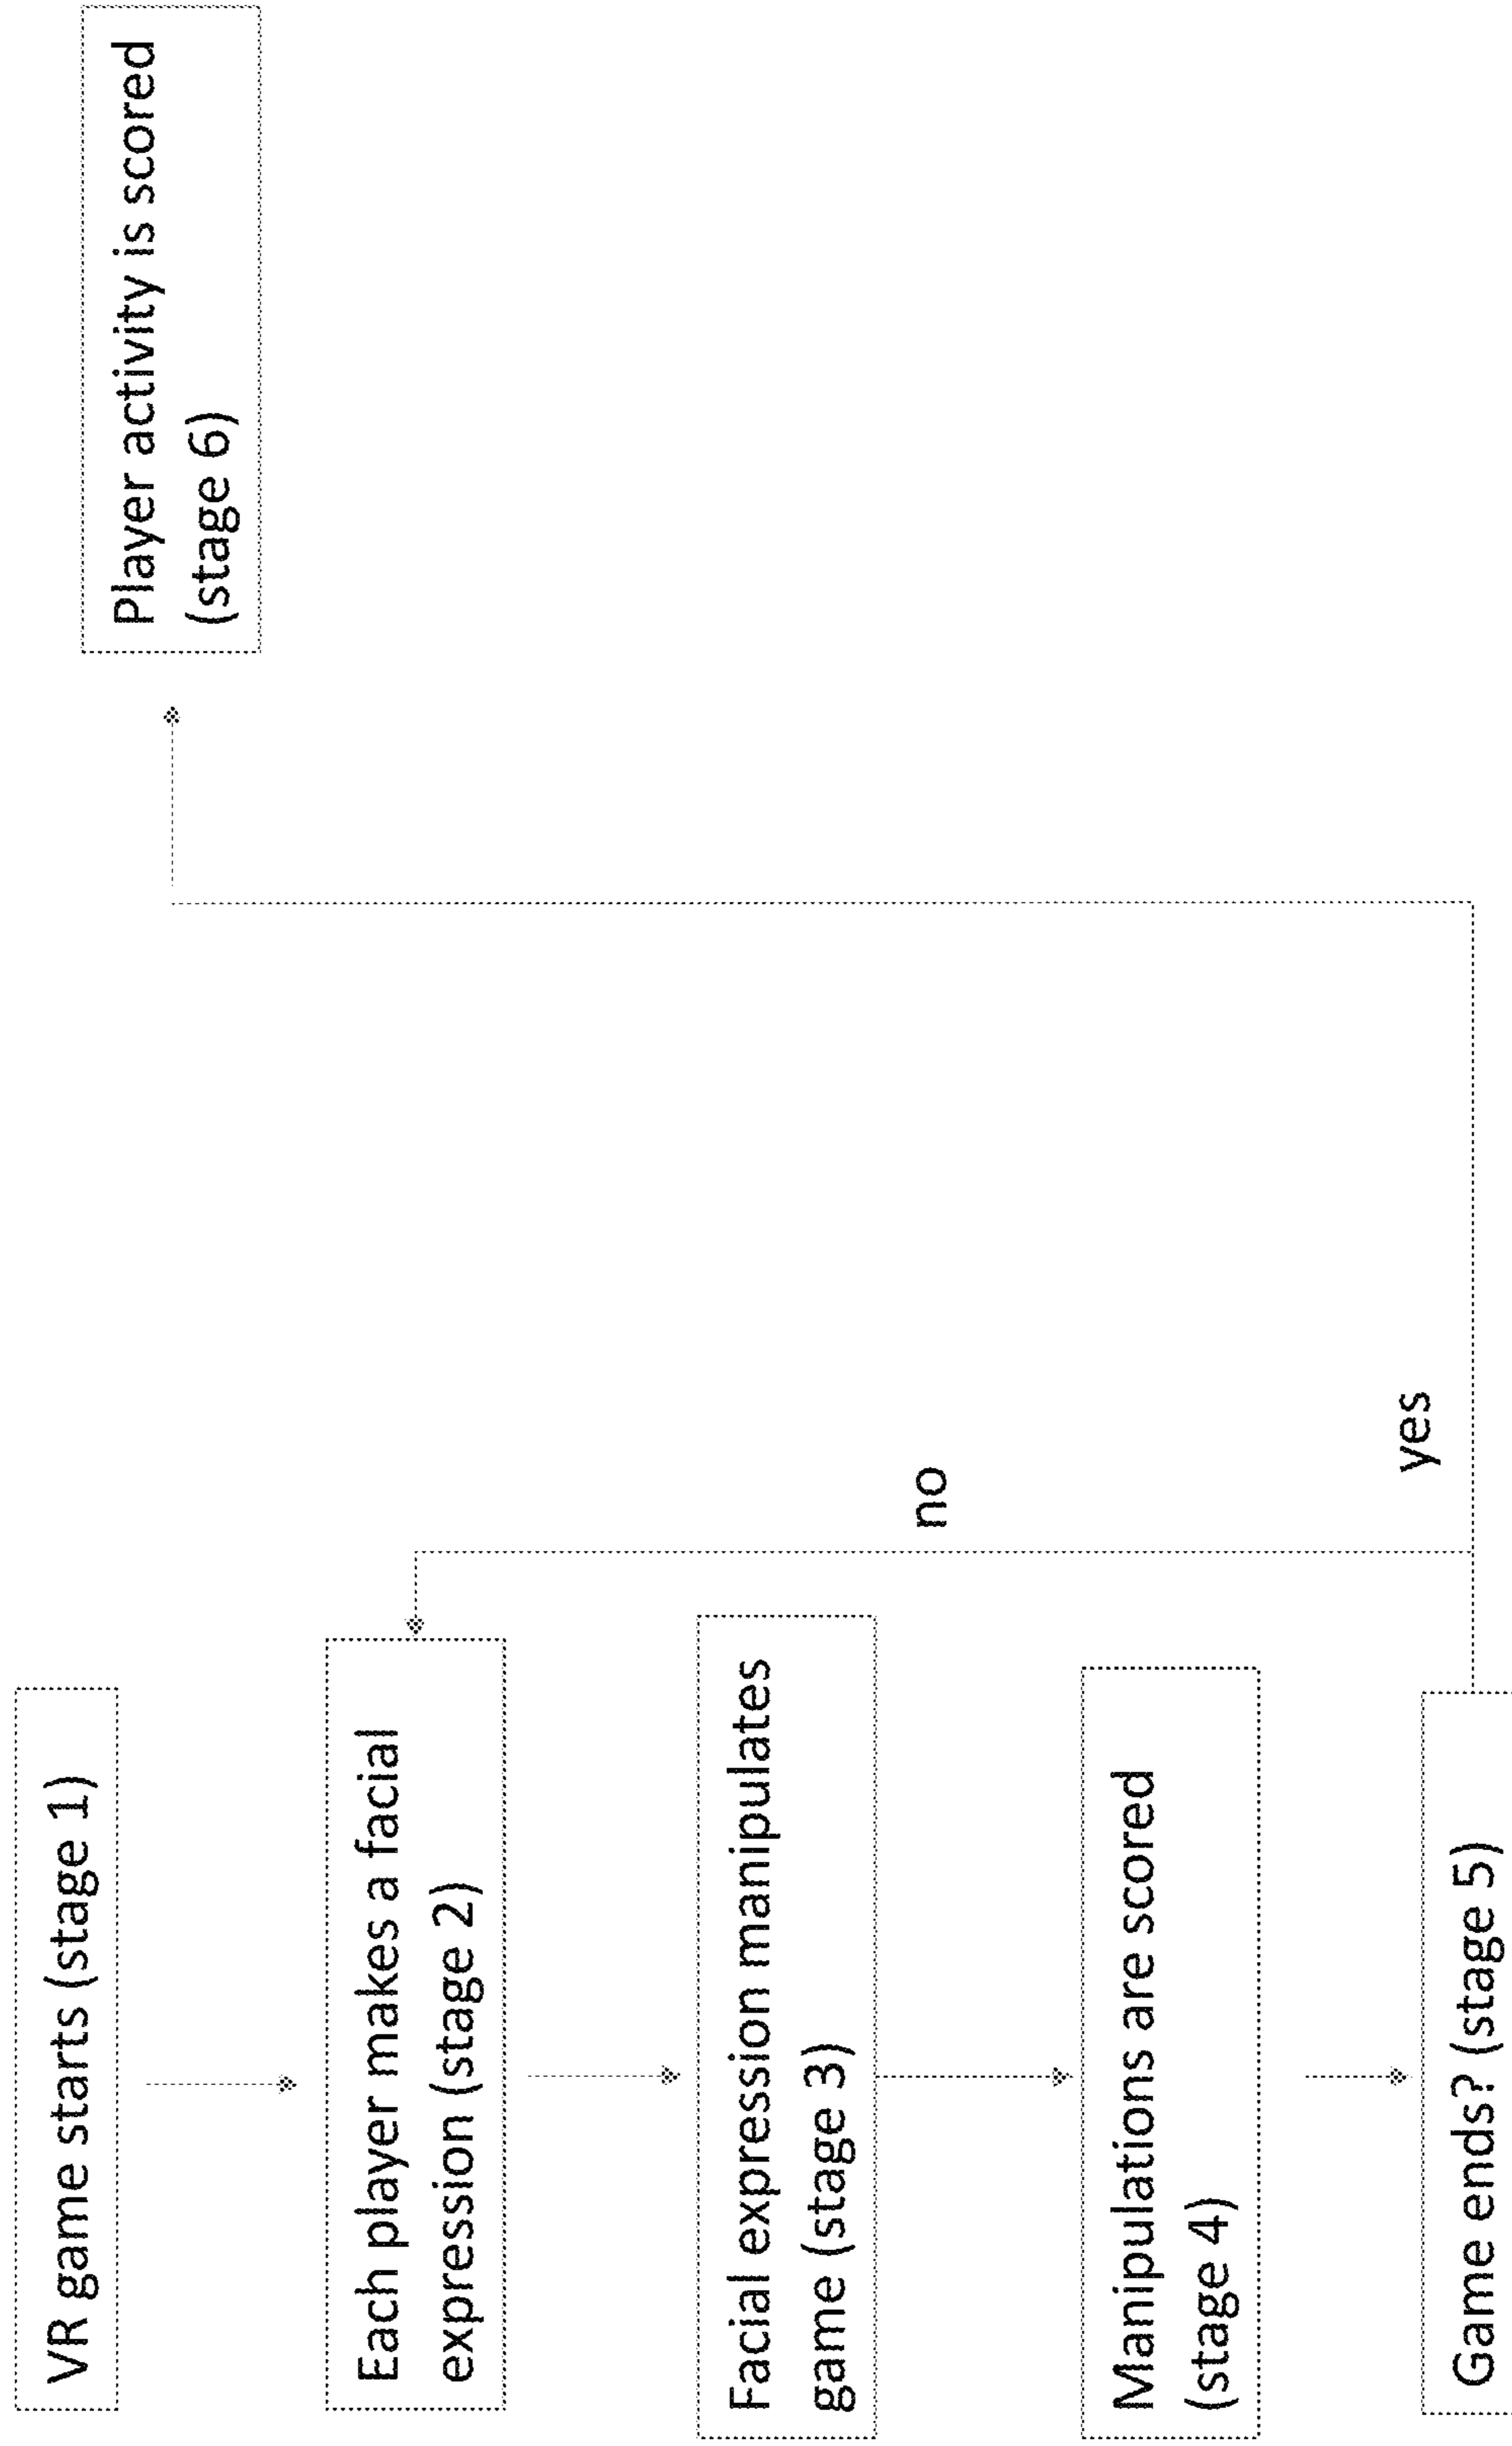 VR game starts (stage 1)
Each player makes a facial
expression (stage 2)
Facial expression manipulates
game (stage 3)
Manipulations are scored
(stage 4)
Game ends? (stage 5)
no
yes
Player activity is scored
(stage 6)